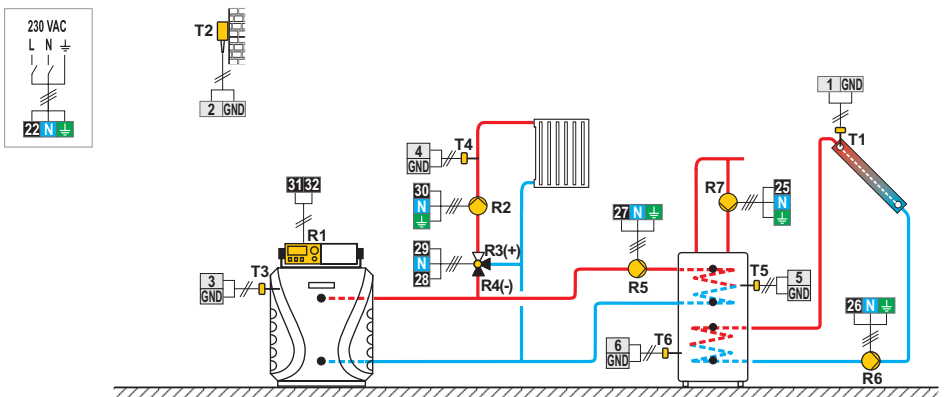 230 VAC
L N
22 N
T2
2 GND
1 GND
T1
4
GND
T4
31 32
R1
30
N
R2
29
N
28
R3(+)
R4(-)
27 N
R5
R7
25
N
3
GND
T3
T5
5
GND
6
GND
T6
26 N
R6